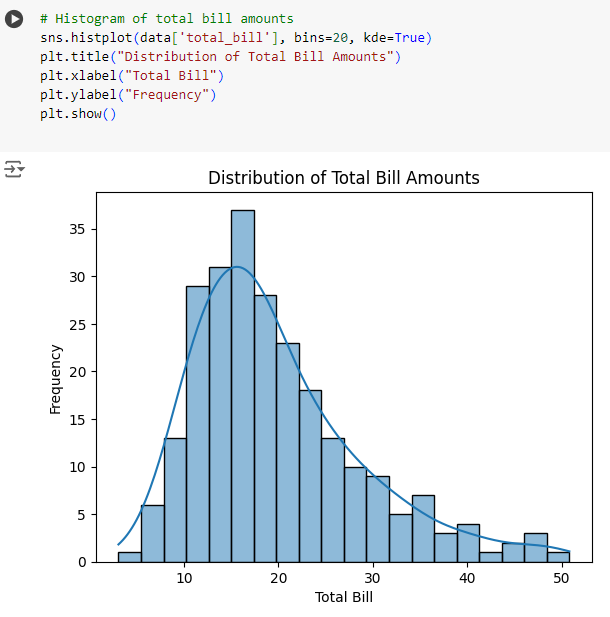 # Histogram of total bill amounts
sns.histplot(data['total_bill'], bins=20, kde=True)
plt.title("Distribution of Total Bill Amounts")
plt.xlabel("Total Bill")
plt.ylabel("Frequency")
plt.show()
Distribution of Total Bill Amounts
Frequency
35
30
25
20
15
10
5
0
10 20 30 40 50
Total Bill